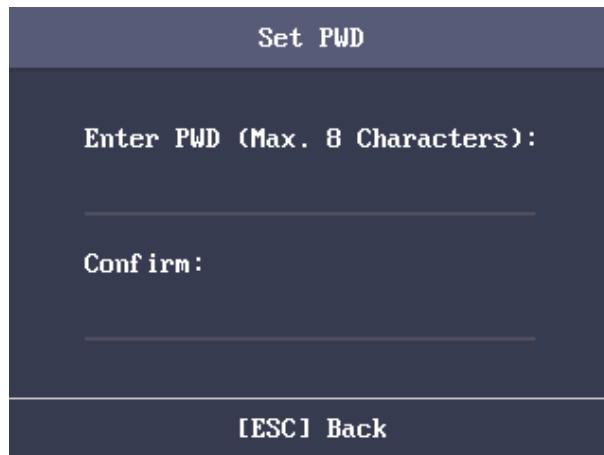 Set PWD
Enter PWD (Max. 8 Characters):
Confirm:
[ESC] Back